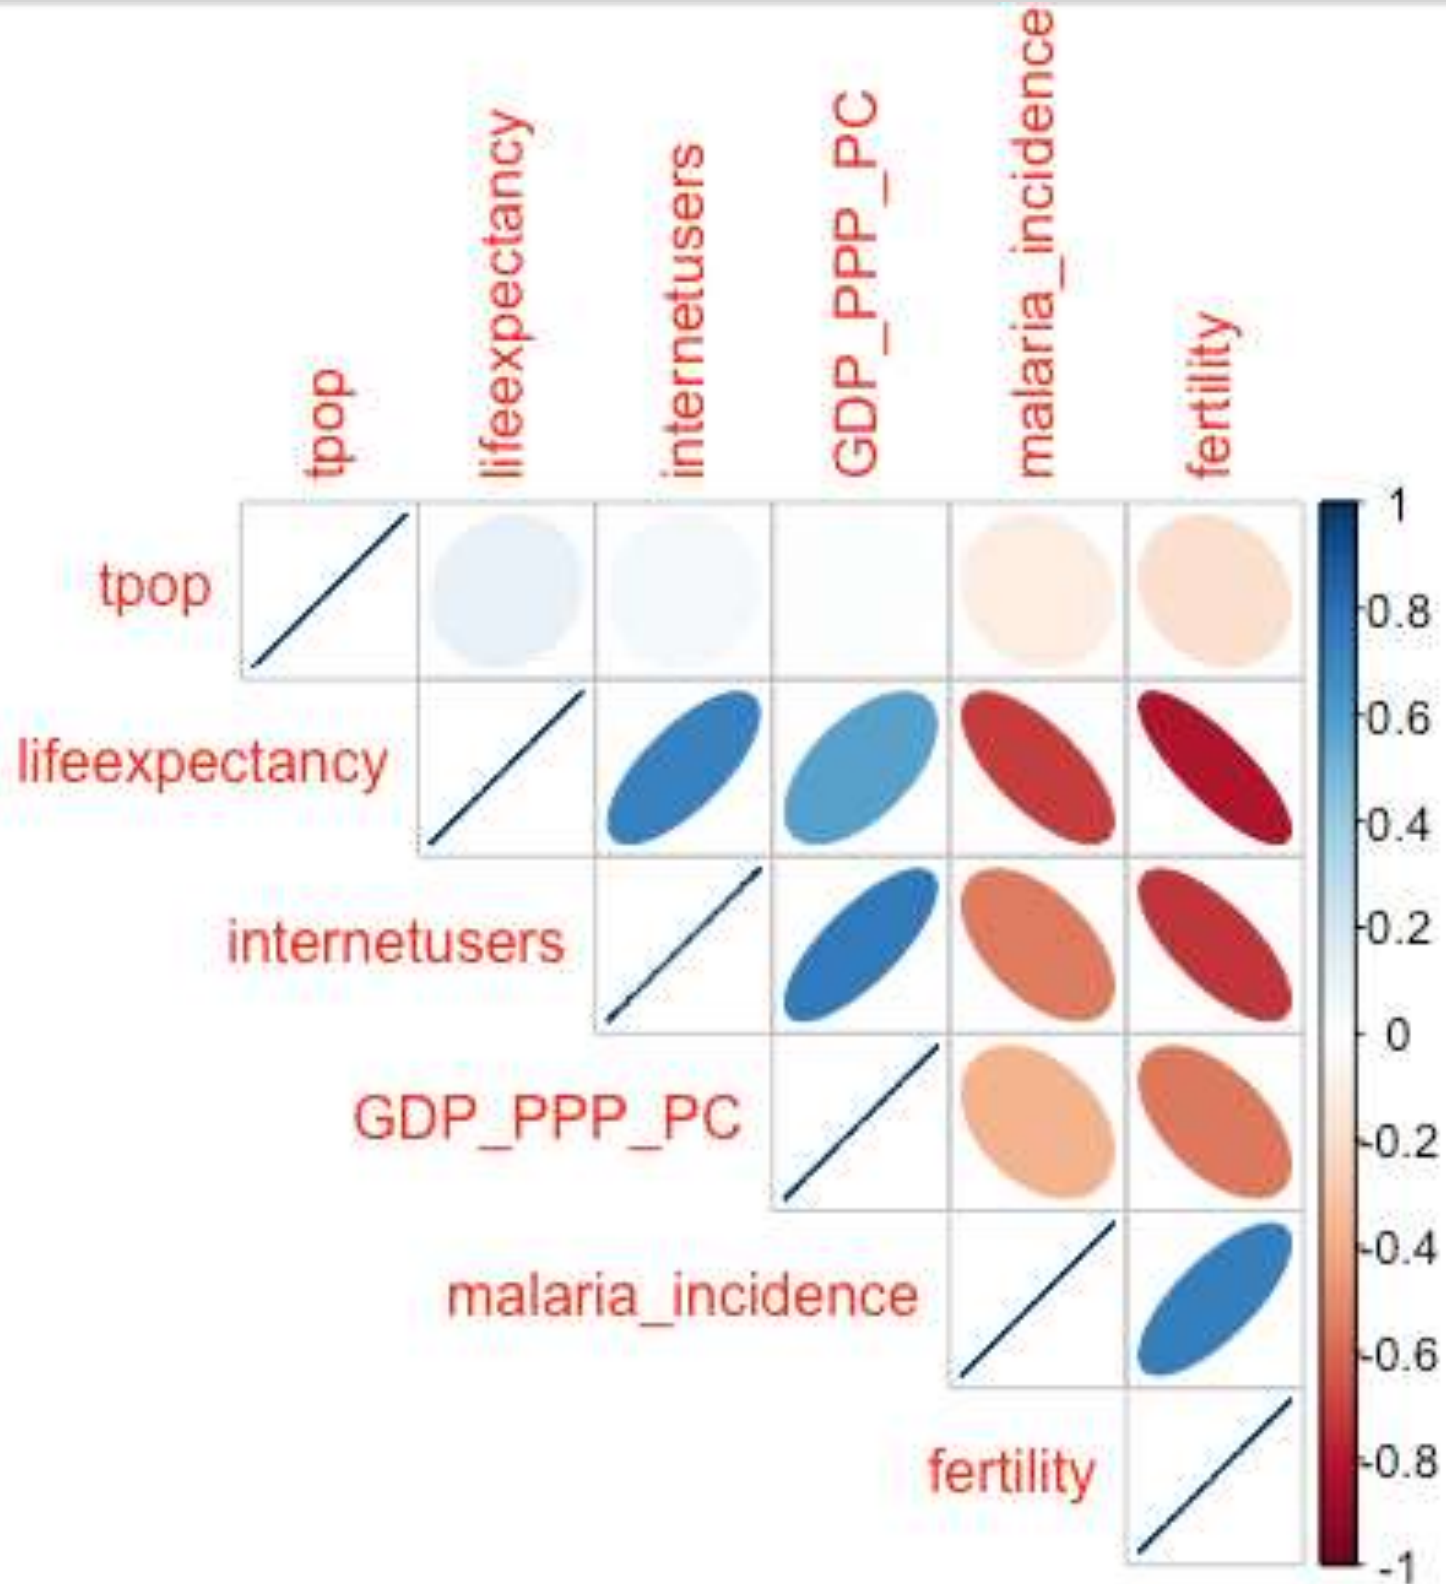 tpop
lifeexpectancy
internetusers
GDP_PPP_PC
malaria_incidence
fertility
tpop
lifeexpectancy
internetusers
GDP_PPP_PC
malaria_incidence
fertility
1
0.8
0.6
0.4
0.2
0
-0.2
-0.4
-0.6
-0.8
-1